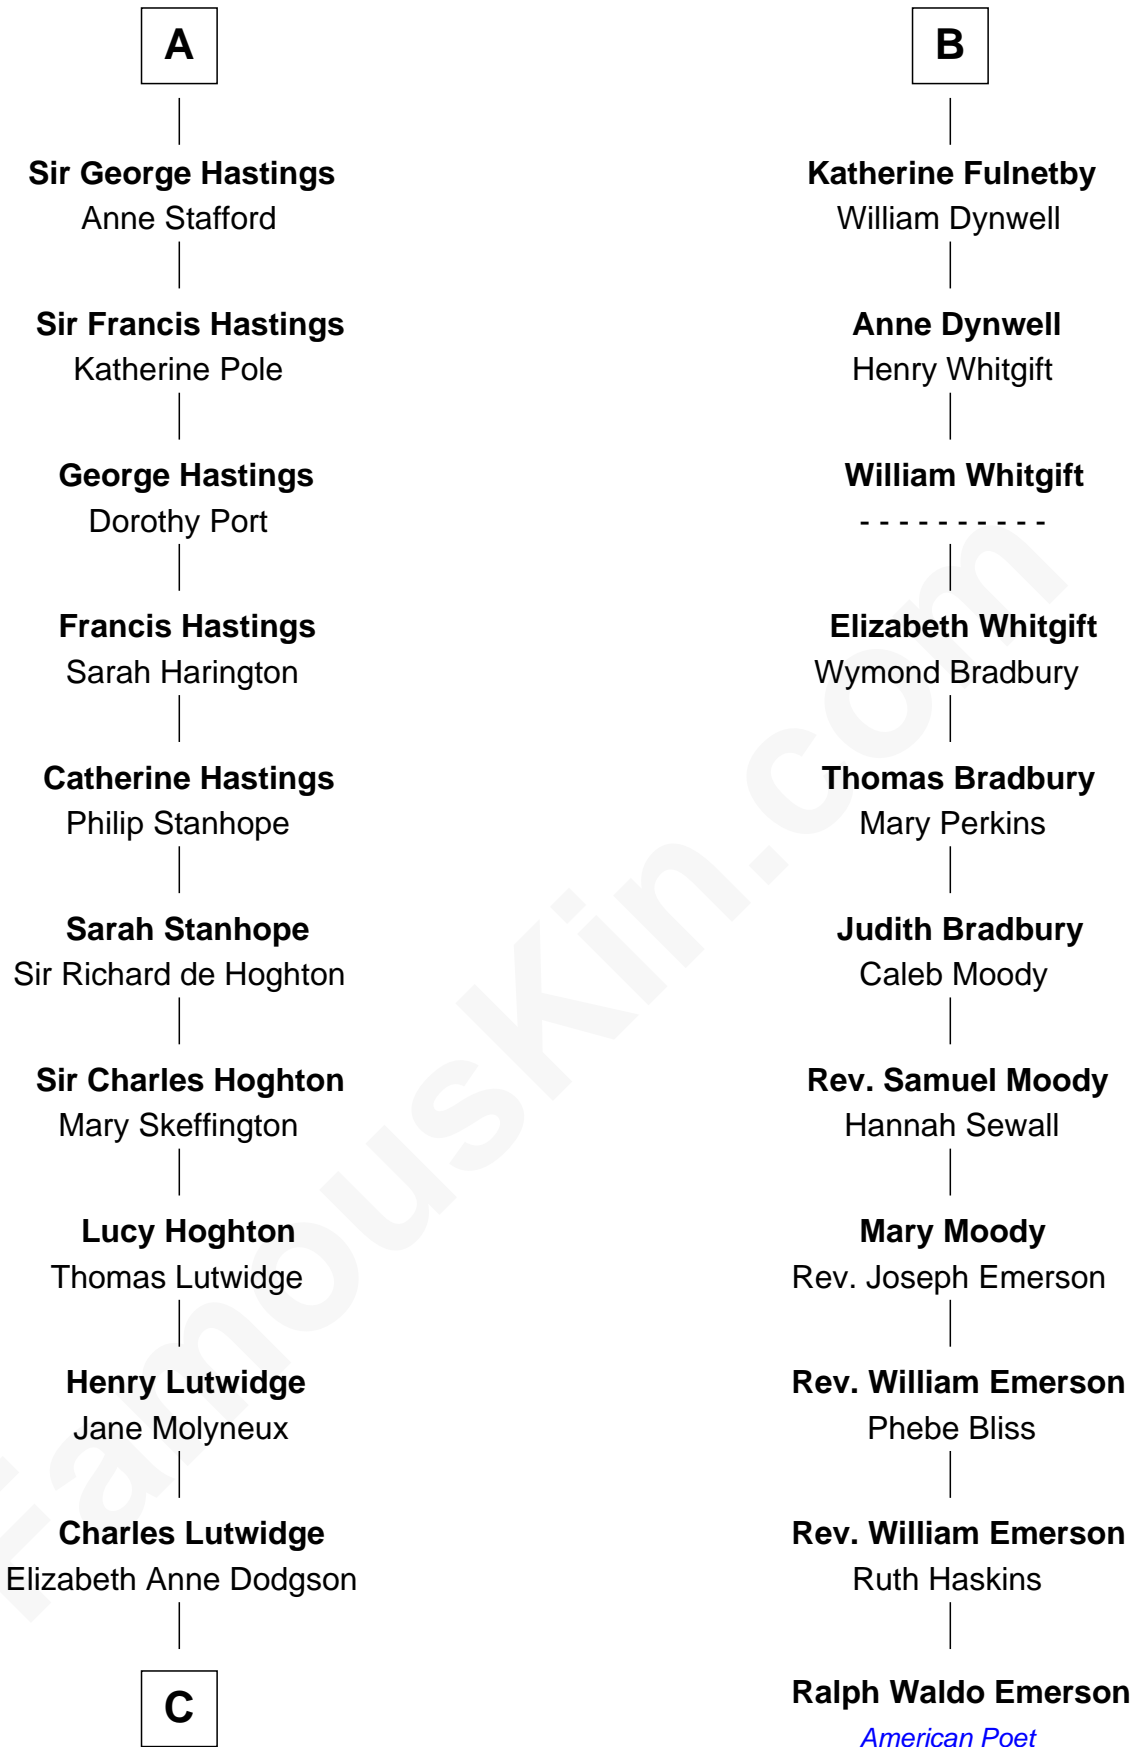 A
Sir George Hastings
Anne Stafford
Sir Francis Hastings
Katherine Pole
George Hastings
Dorothy Port
Francis Hastings
Sarah Harington
Catherine Hastings
Philip Stanhope
Sarah Stanhope
Sir Richard de Hoghton
Sir Charles Hoghton
Mary Skeffington
Lucy Hoghton
Thomas Lutwidge
Henry Lutwidge
Jane Molyneux
Charles Lutwidge
Elizabeth Anne Dodgson
C
B
Katherine Fulnetby
William Dynwell
Anne Dynwell
Henry Whitgift
William Whitgift
- - - - - - - - - -
Elizabeth Whitgift
Wymond Bradbury
Thomas Bradbury
Mary Perkins
Judith Bradbury
Caleb Moody
Rev. Samuel Moody
Hannah Sewall
Mary Moody
Rev. Joseph Emerson
Rev. William Emerson
Phebe Bliss
Rev. William Emerson
Ruth Haskins
Ralph Waldo Emerson
American Poet
FamousKin.com